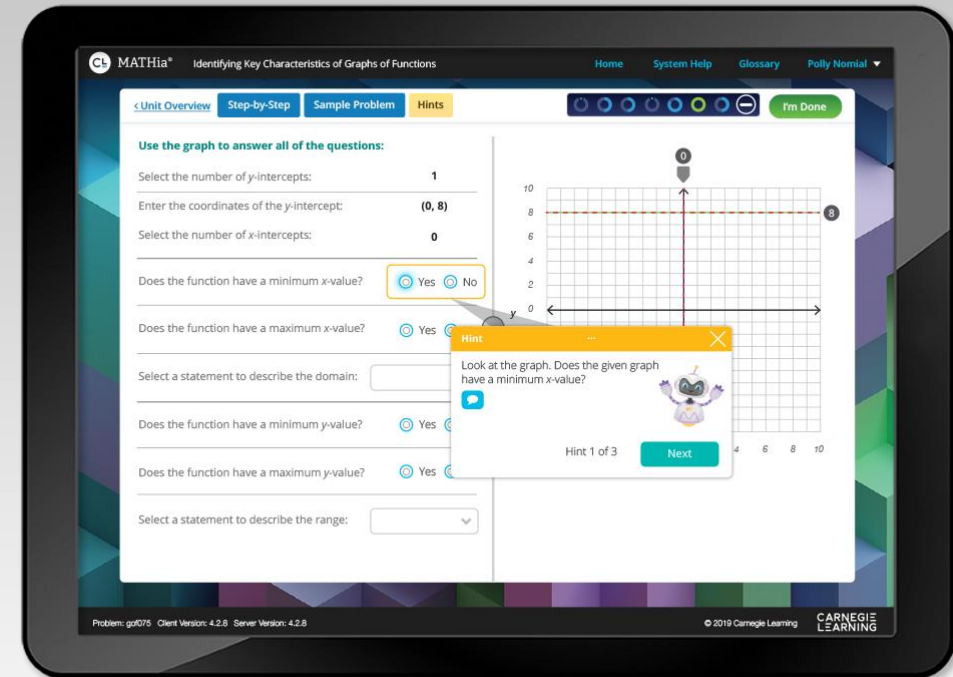 CL MATHia® Identifying Key Characteristics of Graphs of Functions Home System Help Glossary Polly Nomial
< Unit Overview Step-by-Step Sample Problem Hints I'm Done
Use the graph to answer all of the questions:
Select the number of y-intercepts: 1
Enter the coordinates of the y-intercept: (0, 8)
Select the number of x-intercepts: 0
Does the function have a minimum x-value? Yes No
Does the function have a maximum x-value? Yes
Select a statement to describe the domain:
Does the function have a minimum y-value? Yes
Does the function have a maximum y-value? Yes
Select a statement to describe the range:
0
10
8 8
6
4
2
0
y
Hint ...
Look at the graph. Does the given graph
have a minimum x-value?
Hint 1 of 3 Next
4 6 8 10
Problem: gof075 Client Version: 4.2.8 Server Version: 4.2.8 © 2019 Carnegie Learning
CARNEGIE
LEARNING